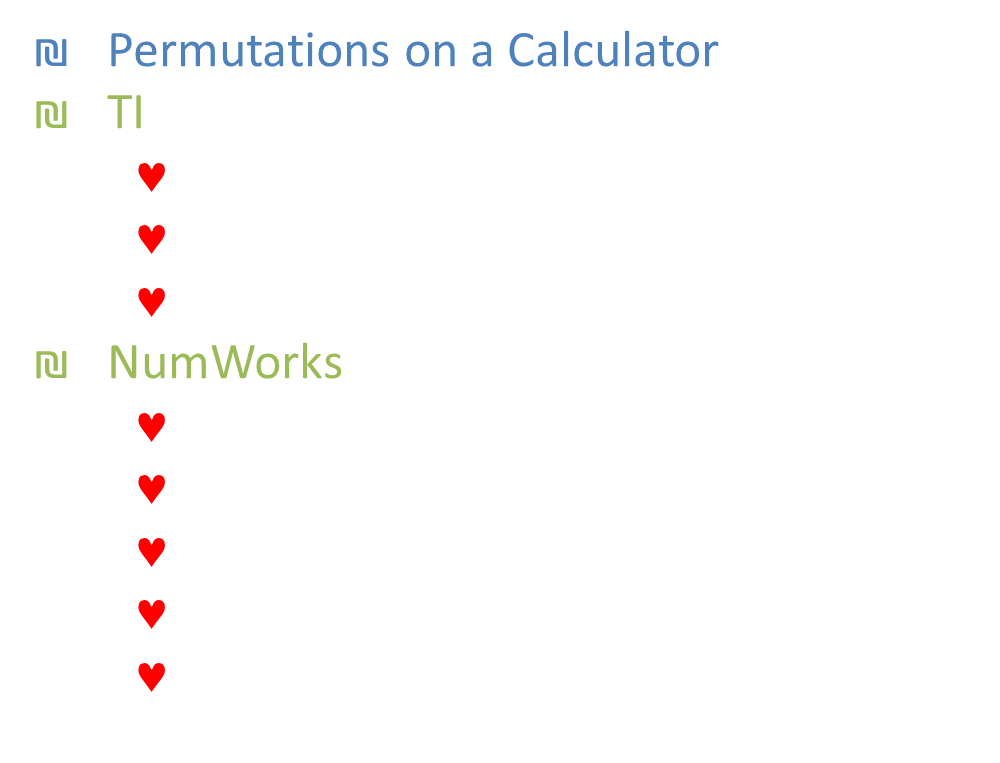 ₪ Permutations on a Calculator
₪ TI
♥
♥
♥
₪ NumWorks
♥
♥
♥
♥
♥